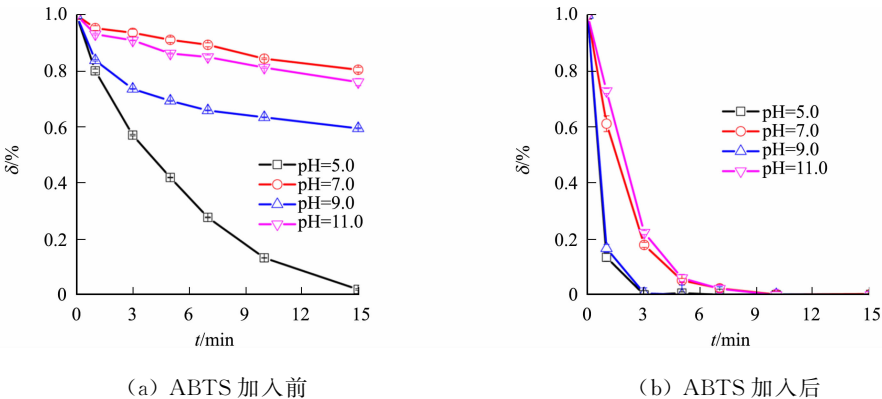 1.0
0.8
0.6
0.4
0.2
0
δ/%
pH=5.0
pH=7.0
pH=9.0
pH=11.0
0 3 6 9 12 15
t/min
(a) ABTS 加入前
1.0
0.8
0.6
0.4
0.2
0
δ/%
pH=5.0
pH=7.0
pH=9.0
pH=11.0
0 3 6 9 12 15
t/min
(b) ABTS 加入后